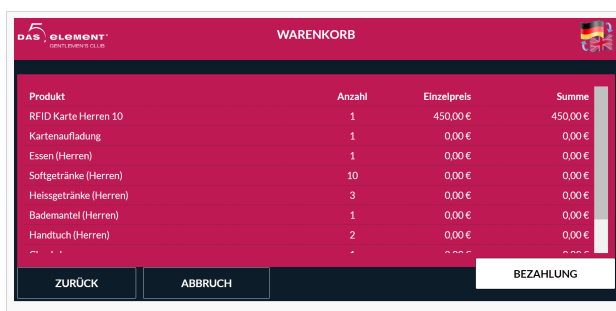 DAS 5. ELEMENT
GENTLEMEN'S CLUB
WARENKORB
Produkt Anzahl Einzelpreis Summe
RFID Karte Herren 10 1 450,00 € 450,00 €
Kartenaufladung 1 0,00 € 0,00 €
Essen (Herren) 1 0,00 € 0,00 €
Softgetränke (Herren) 10 0,00 € 0,00 €
Heissgetränke (Herren) 3 0,00 € 0,00 €
Bademantel (Herren) 1 0,00 € 0,00 €
Handtuch (Herren) 2 0,00 € 0,00 €
ZURÜCK ABBRUCH BEZAHLUNG